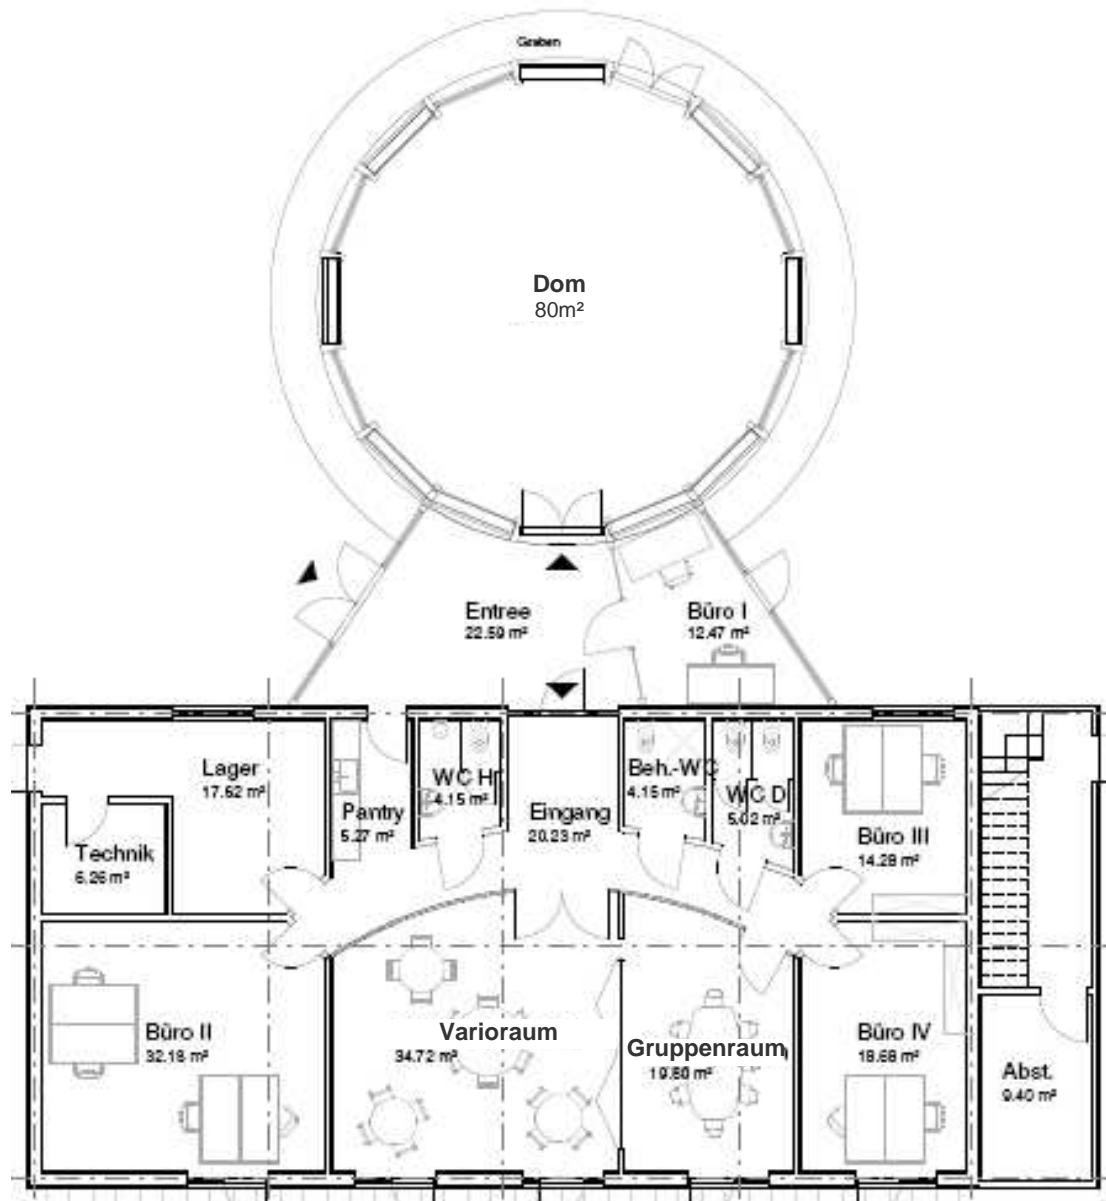 Graben
Dom
80m²
Entree
22.59 m²
Büro I
12.47 m²
Lager
17.62 m²
WC H
4.15 m²
Beh.-WC
4.15 m²
WC D
5.02 m²
Pantry
5.27 m²
Eingang
20.23 m²
Büro III
14.28 m²
Technik
6.26 m²
Büro II
32.18 m²
Varioraum
34.72 m²
Gruppenraum
19.80 m²
Büro IV
18.68 m²
Abst.
9.40 m²